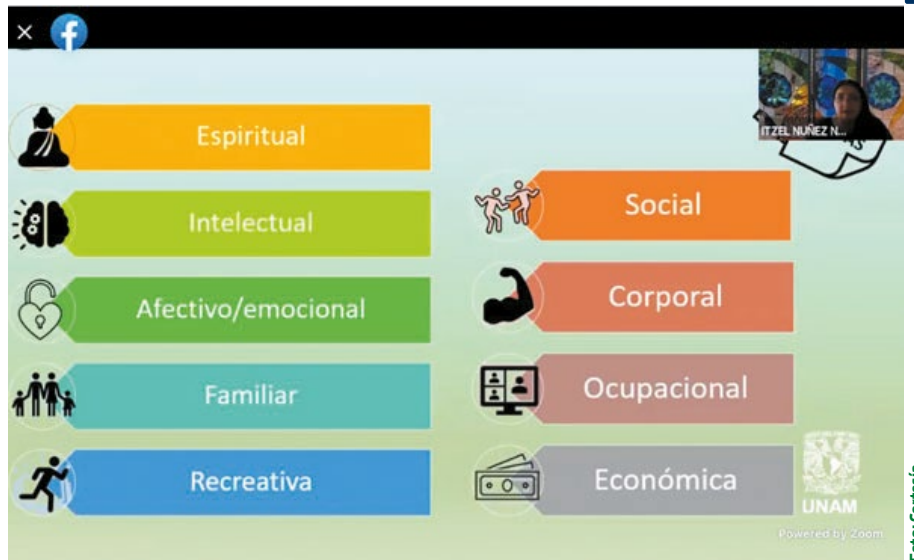 ITZEL NUÑEZ N...
Espiritual
Intelectual
Afectivo/emocional
Familiar
Recreativa
Social
Corporal
Ocupacional
Económica
UNAM
Powered by Zoom